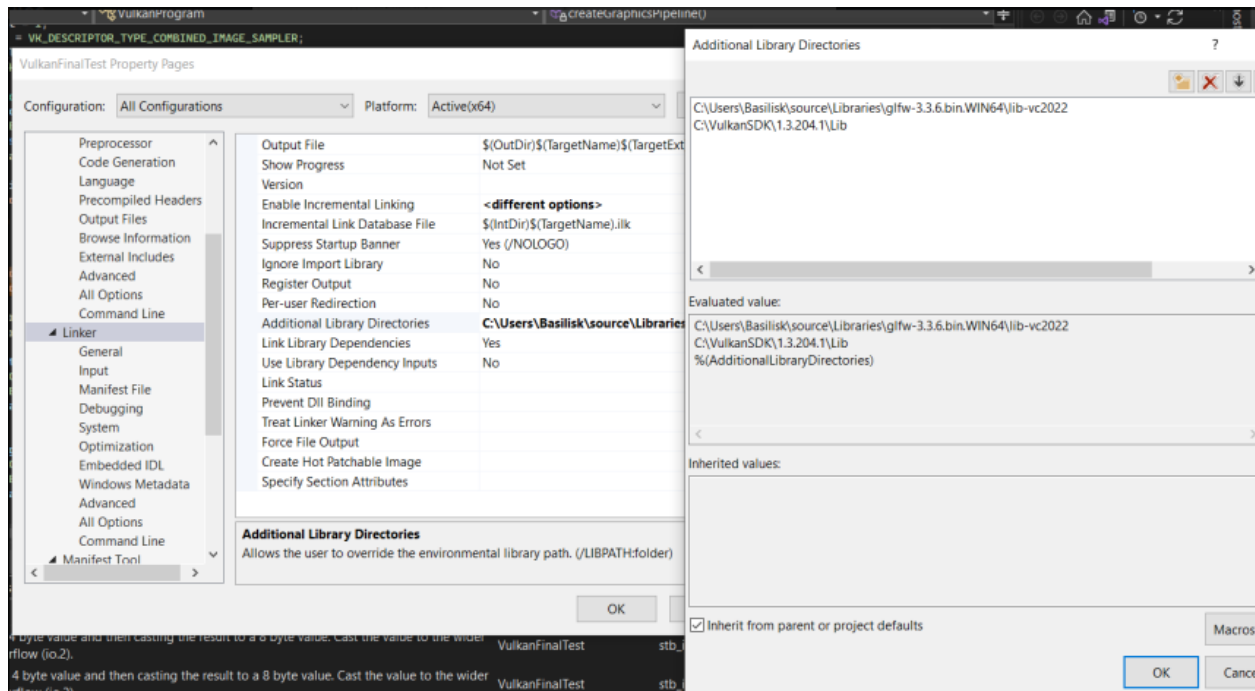 VulkanProgram
createGraphicsPipeline()
= VK_DESCRIPTOR_TYPE_COMBINED_IMAGE_SAMPLER;
VulkanFinalTest Property Pages
Configuration: All Configurations Platform: Active(x64)
Preprocessor
Code Generation
Language
Precompiled Headers
Output Files
Browse Information
External Includes
Advanced
All Options
Command Line
Linker
General
Input
Manifest File
Debugging
System
Optimization
Embedded IDL
Windows Metadata
Advanced
All Options
Command Line
Manifest Tool
Output File $(OutDir)$(TargetName)$(TargetExt
Show Progress Not Set
Version
Enable Incremental Linking <different options>
Incremental Link Database File $(IntDir)$(TargetName).ilk
Suppress Startup Banner Yes (/NOLOGO)
Ignore Import Library No
Register Output No
Per-user Redirection No
Additional Library Directories C:\Users\Basilisk\source\Libraries
Link Library Dependencies Yes
Use Library Dependency Inputs No
Link Status
Prevent Dll Binding
Treat Linker Warning As Errors
Force File Output
Create Hot Patchable Image
Specify Section Attributes
Additional Library Directories
Allows the user to override the environmental library path. (/LIBPATH:folder)
OK
Additional Library Directories ?
C:\Users\Basilisk\source\Libraries\glfw-3.3.6.bin.WIN64\lib-vc2022
C:\VulkanSDK\1.3.204.1\Lib
Evaluated value:
C:\Users\Basilisk\source\Libraries\glfw-3.3.6.bin.WIN64\lib-vc2022
C:\VulkanSDK\1.3.204.1\Lib
%(AdditionalLibraryDirectories)
Inherited values:
Inherit from parent or project defaults
Macros
OK Cance
4 byte value and then casting the result to a 8 byte value. Cast the value to the wider
rflow (io.2).
VulkanFinalTest stb_i
4 byte value and then casting the result to a 8 byte value. Cast the value to the wider
VulkanFinalTest stb_i